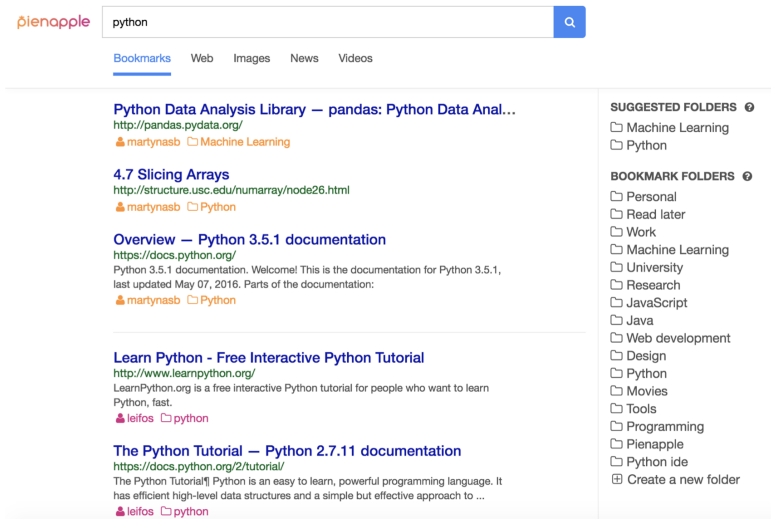 pienapple
python
Bookmarks Web Images News Videos
Python Data Analysis Library — pandas: Python Data Anal...
http://pandas.pydata.org/
martynasb Machine Learning
4.7 Slicing Arrays
http://structure.usc.edu/numarray/node26.html
martynasb Python
Overview — Python 3.5.1 documentation
https://docs.python.org/
Python 3.5.1 documentation. Welcome! This is the documentation for Python 3.5.1,
last updated May 07, 2016. Parts of the documentation:
martynasb Python
Learn Python - Free Interactive Python Tutorial
http://www.learnpython.org/
LearnPython.org is a free interactive Python tutorial for people who want to learn
Python, fast.
leifos python
The Python Tutorial — Python 2.7.11 documentation
https://docs.python.org/2/tutorial/
The Python Tutorial¶ Python is an easy to learn, powerful programming language. It
has efficient high-level data structures and a simple but effective approach to ...
leifos python
SUGGESTED FOLDERS ?
Machine Learning
Python
BOOKMARK FOLDERS ?
Personal
Read later
Work
Machine Learning
University
Research
JavaScript
Java
Web development
Design
Python
Movies
Tools
Programming
Pienapple
Python ide
Create a new folder